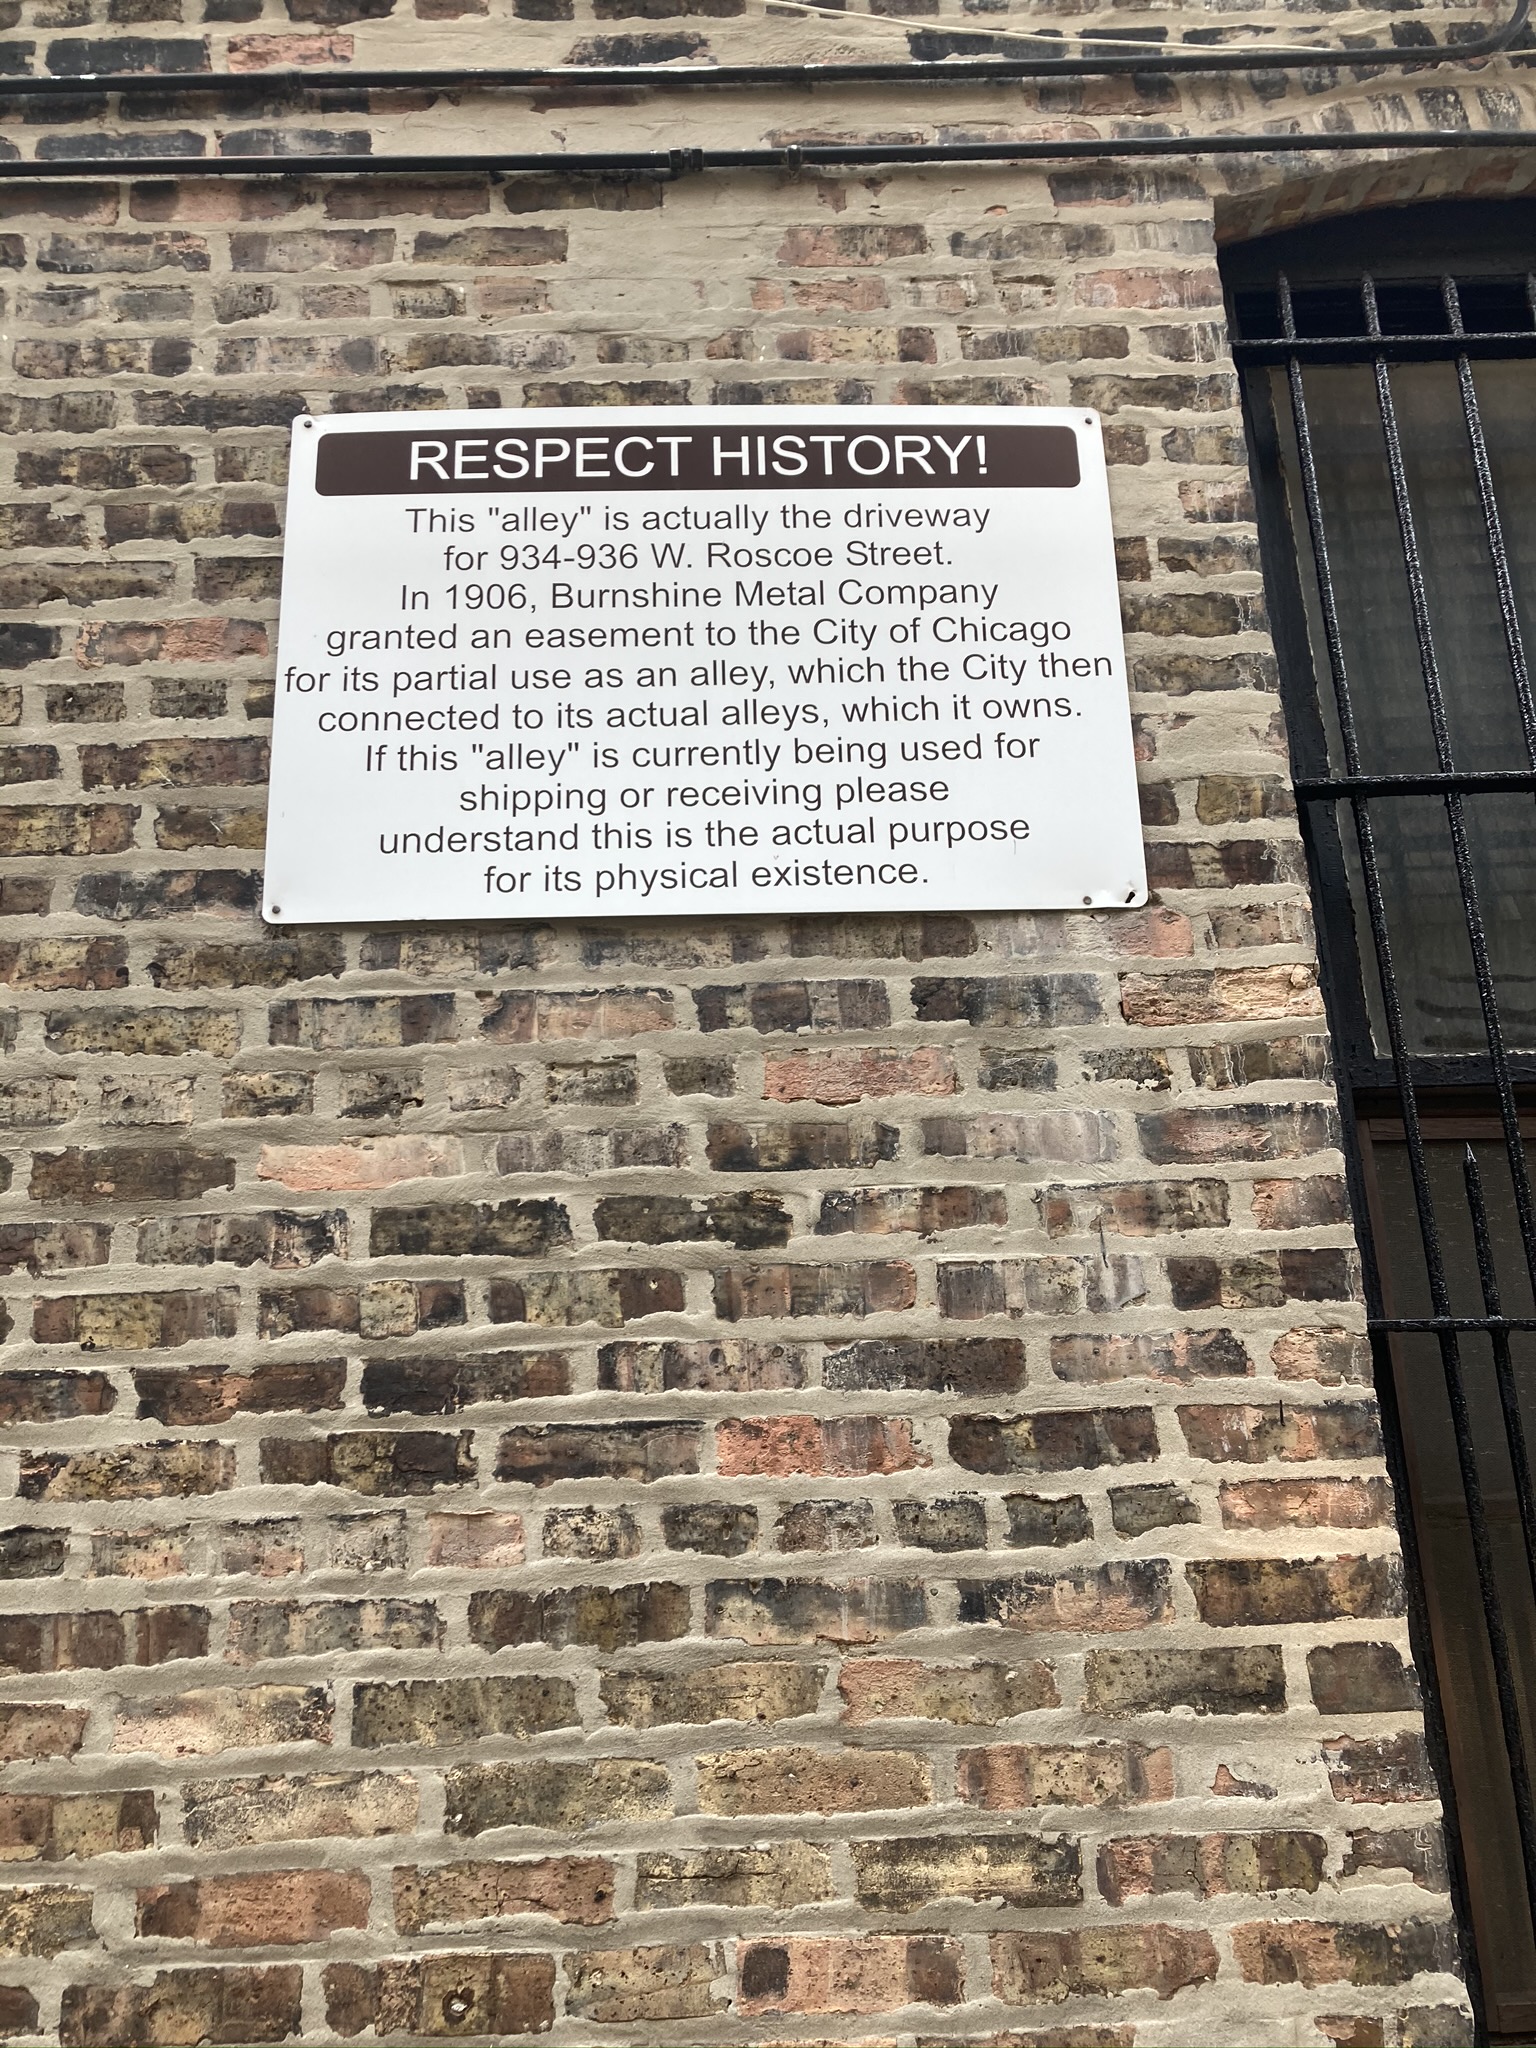 RESPECT HISTORY!
This "alley" is actually the driveway
for 934-936 W. Roscoe Street.
In 1906, Burnshine Metal Company
granted an easement to the City of Chicago
for its partial use as an alley, which the City then
connected to its actual alleys, which it owns.
If this "alley" is currently being used for
shipping or receiving please
understand this is the actual purpose
for its physical existence.